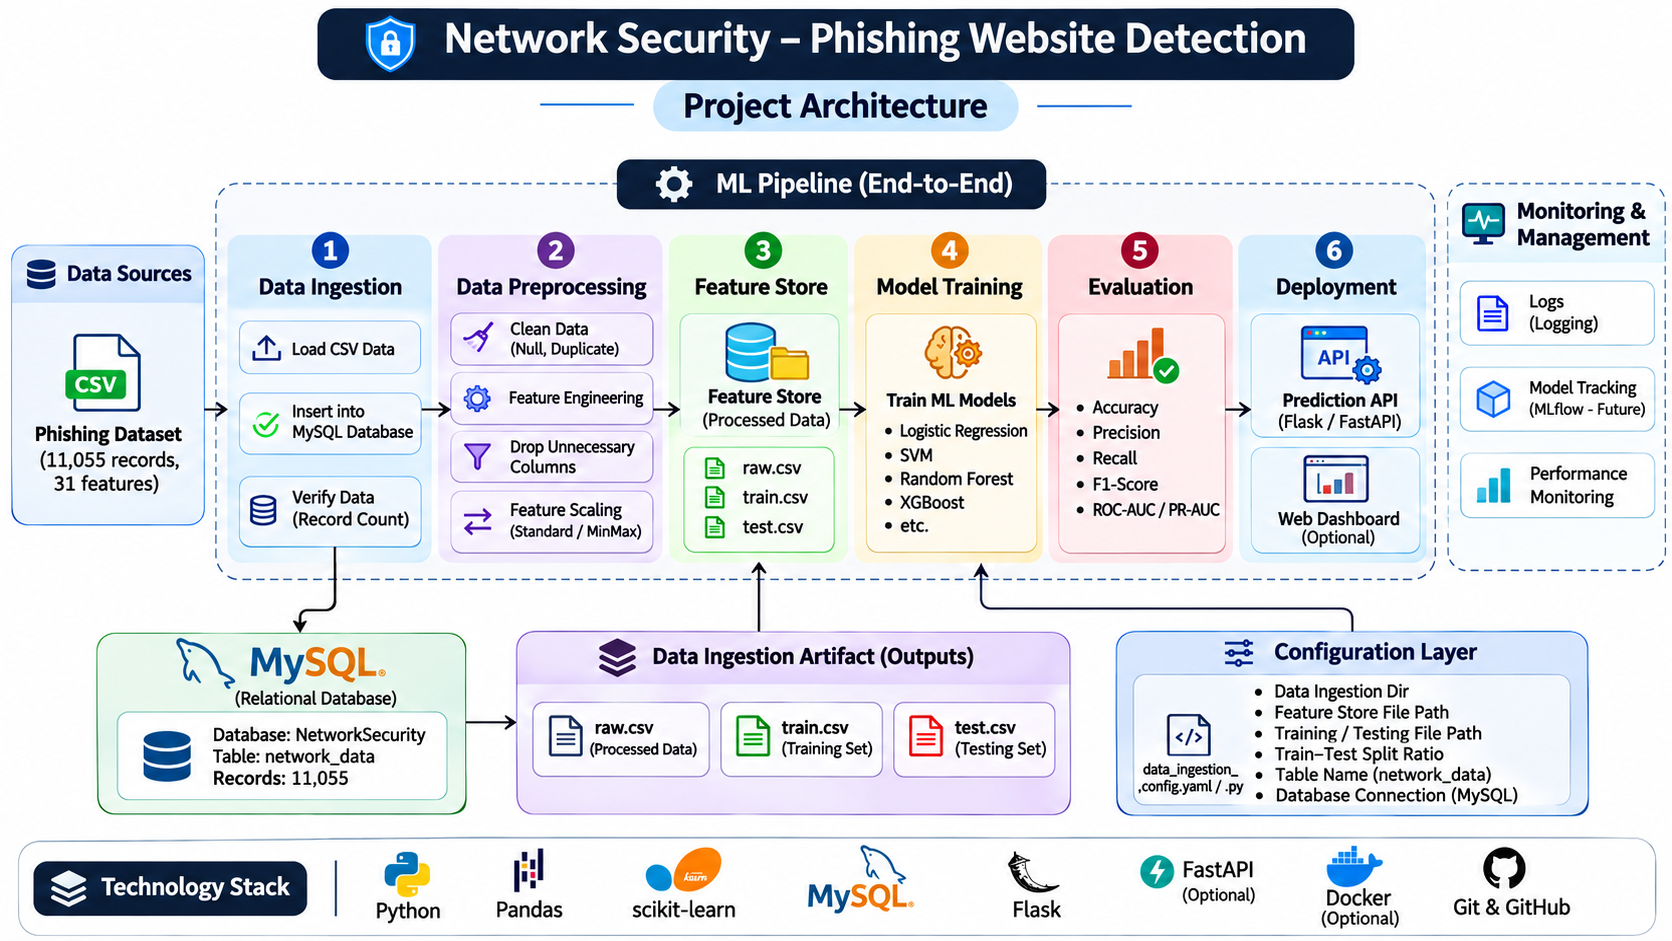 Network Security – Phishing Website Detection
Project Architecture
ML Pipeline (End-to-End)
Data Sources
CSV
Phishing Dataset
(11,055 records,
31 features)
1
Data Ingestion
Load CSV Data
Insert into
MySQL Database
Verify Data
(Record Count)
2
Data Preprocessing
Clean Data
(Null, Duplicate)
Feature Engineering
Drop Unnecessary
Columns
Feature Scaling
(Standard / MinMax)
3
Feature Store
Feature Store
(Processed Data)
raw.csv
train.csv
test.csv
4
Model Training
Train ML Models
• Logistic Regression
• SVM
• Random Forest
• XGBoost
• etc.
5
Evaluation
• Accuracy
• Precision
• Recall
• F1-Score
• ROC-AUC / PR-AUC
6
Deployment
API
Prediction API
(Flask / FastAPI)
Web Dashboard
(Optional)
Monitoring &
Management
Logs
(Logging)
Model Tracking
(MLflow - Future)
Performance
Monitoring
MySQL®
(Relational Database)
Database: NetworkSecurity
Table: network_data
Records: 11,055
Data Ingestion Artifact (Outputs)
raw.csv
(Processed Data)
train.csv
(Training Set)
test.csv
(Testing Set)
Configuration Layer
</>
data_ingestion_
,config.yaml / .py
• Data Ingestion Dir
• Feature Store File Path
• Training / Testing File Path
• Train–Test Split Ratio
• Table Name (network_data)
• Database Connection (MySQL)
Technology Stack
Python
Pandas
scikit-learn
MySQL®
Flask
FastAPI
(Optional)
Docker
(Optional)
Git & GitHub